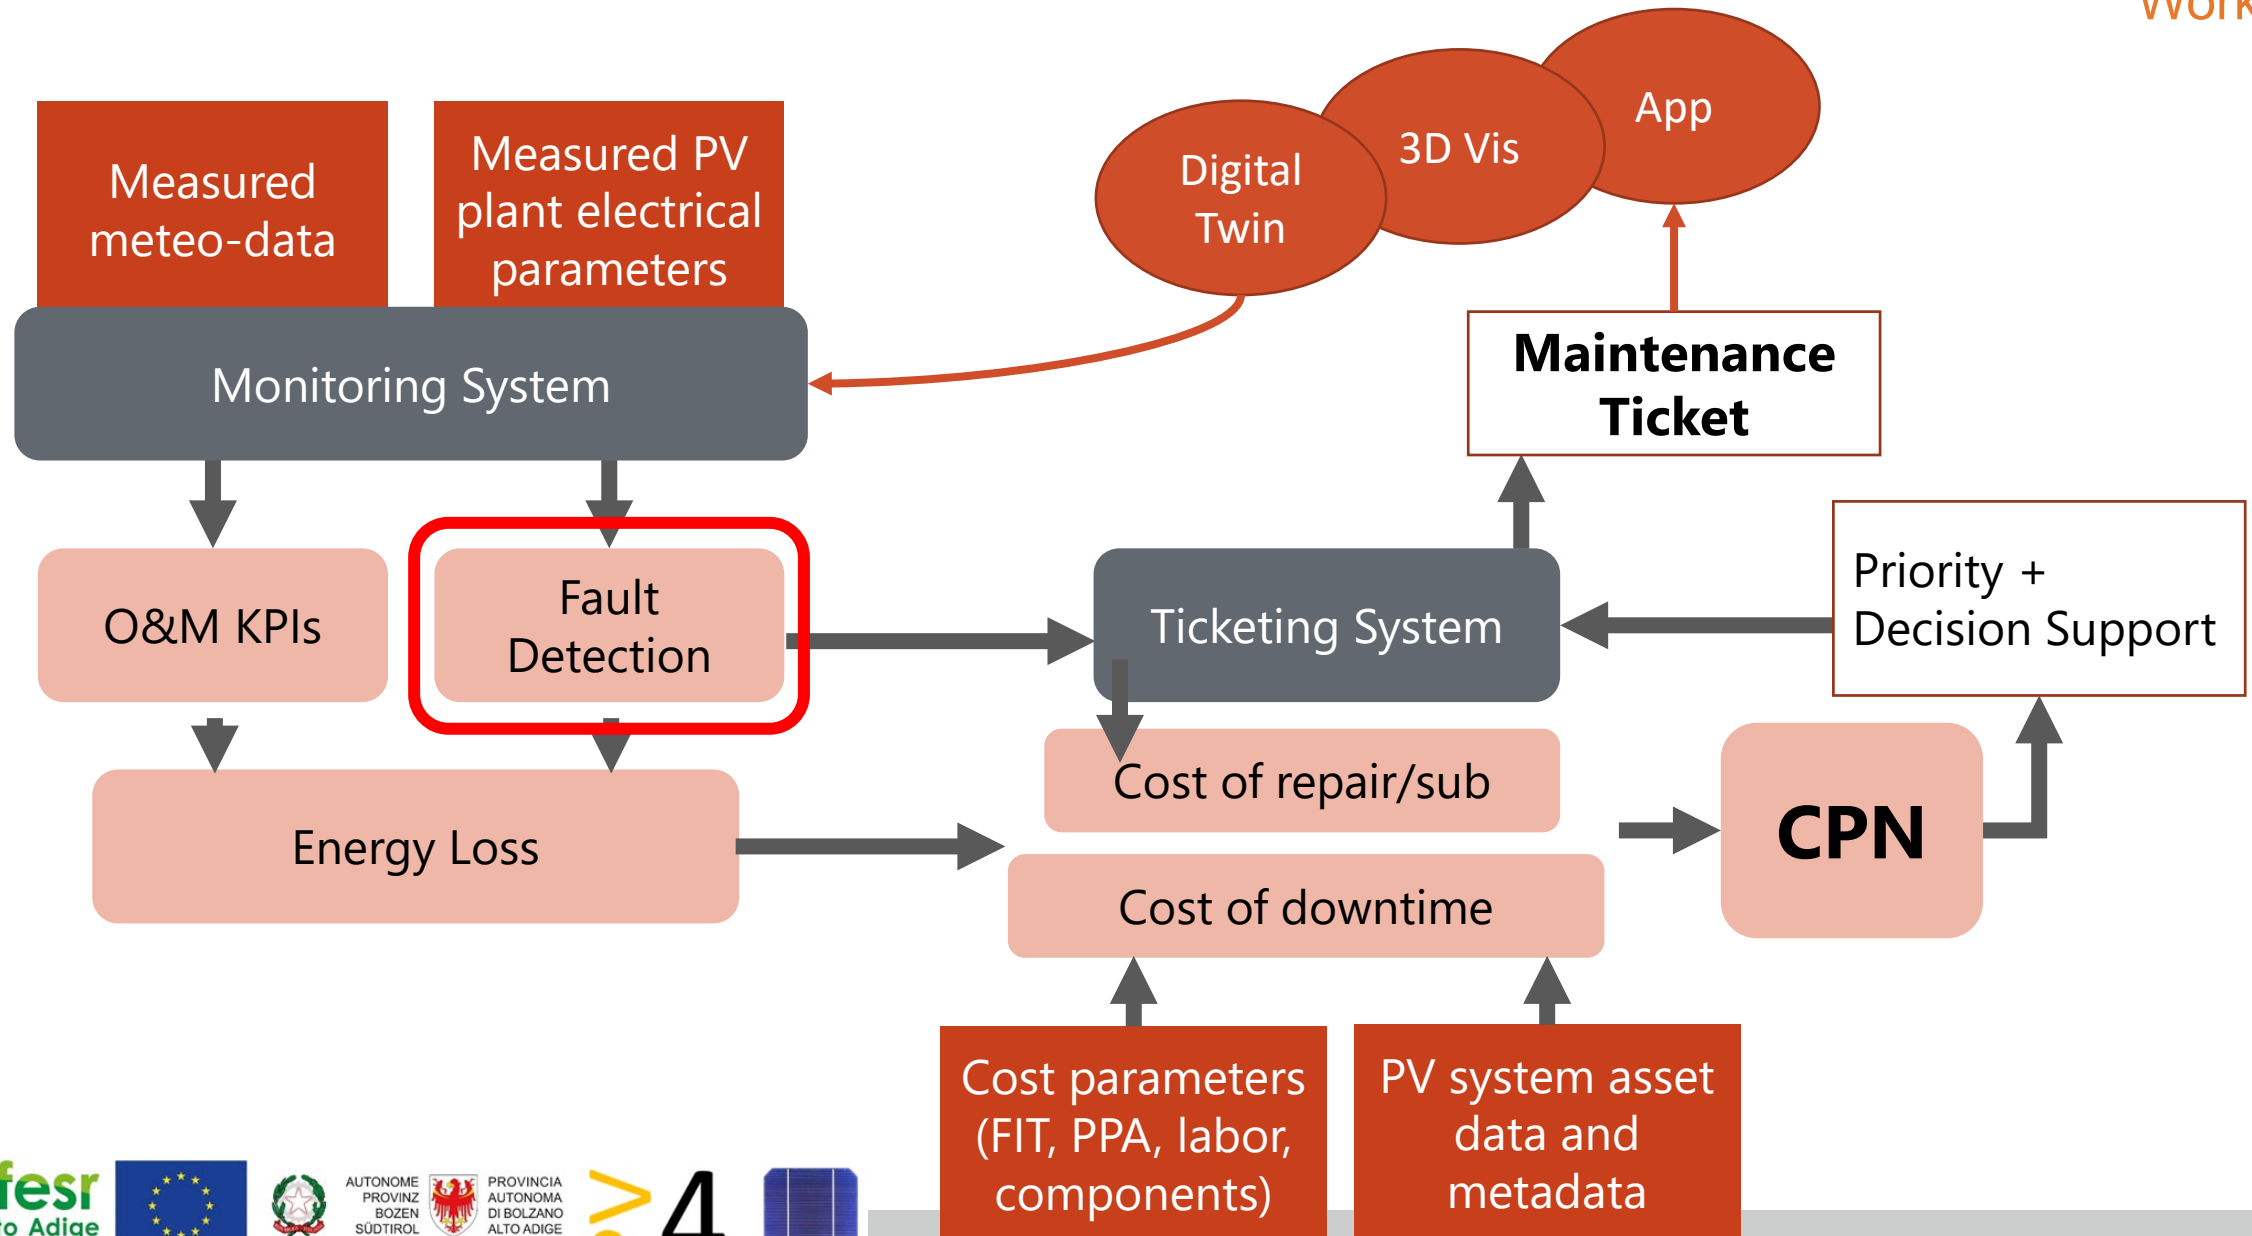 Measured
meteo-data
Measured PV
plant electrical
parameters
Digital
Twin
3D Vis
App
Monitoring System
Maintenance
Ticket
O&M KPIs
Fault
Detection
Ticketing System
Priority +
Decision Support
Cost of repair/sub
Energy Loss
CPN
Cost of downtime
Cost parameters
(FIT, PPA, labor,
components)
PV system asset
data and
metadata
AUTONOME
PROVINZ
BOZEN
SÜDTIROL
PROVINCIA
AUTONOMA
DI BOLZANO
ALTO ADIGE
4